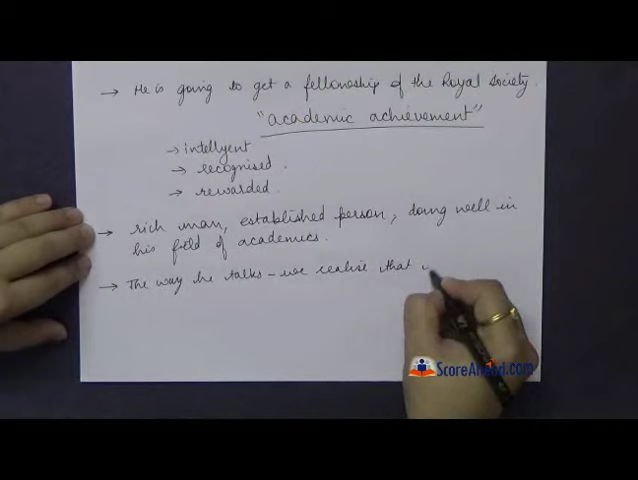 → He is going to get a fellowship of the Royal Society.
"academic achievement"
→ intellyent
→ recognised.
→ rewarded.
→ rich man, established person, doing well in
his field of academics.
→ The way he talks - we realise that
ScoreAhead.com